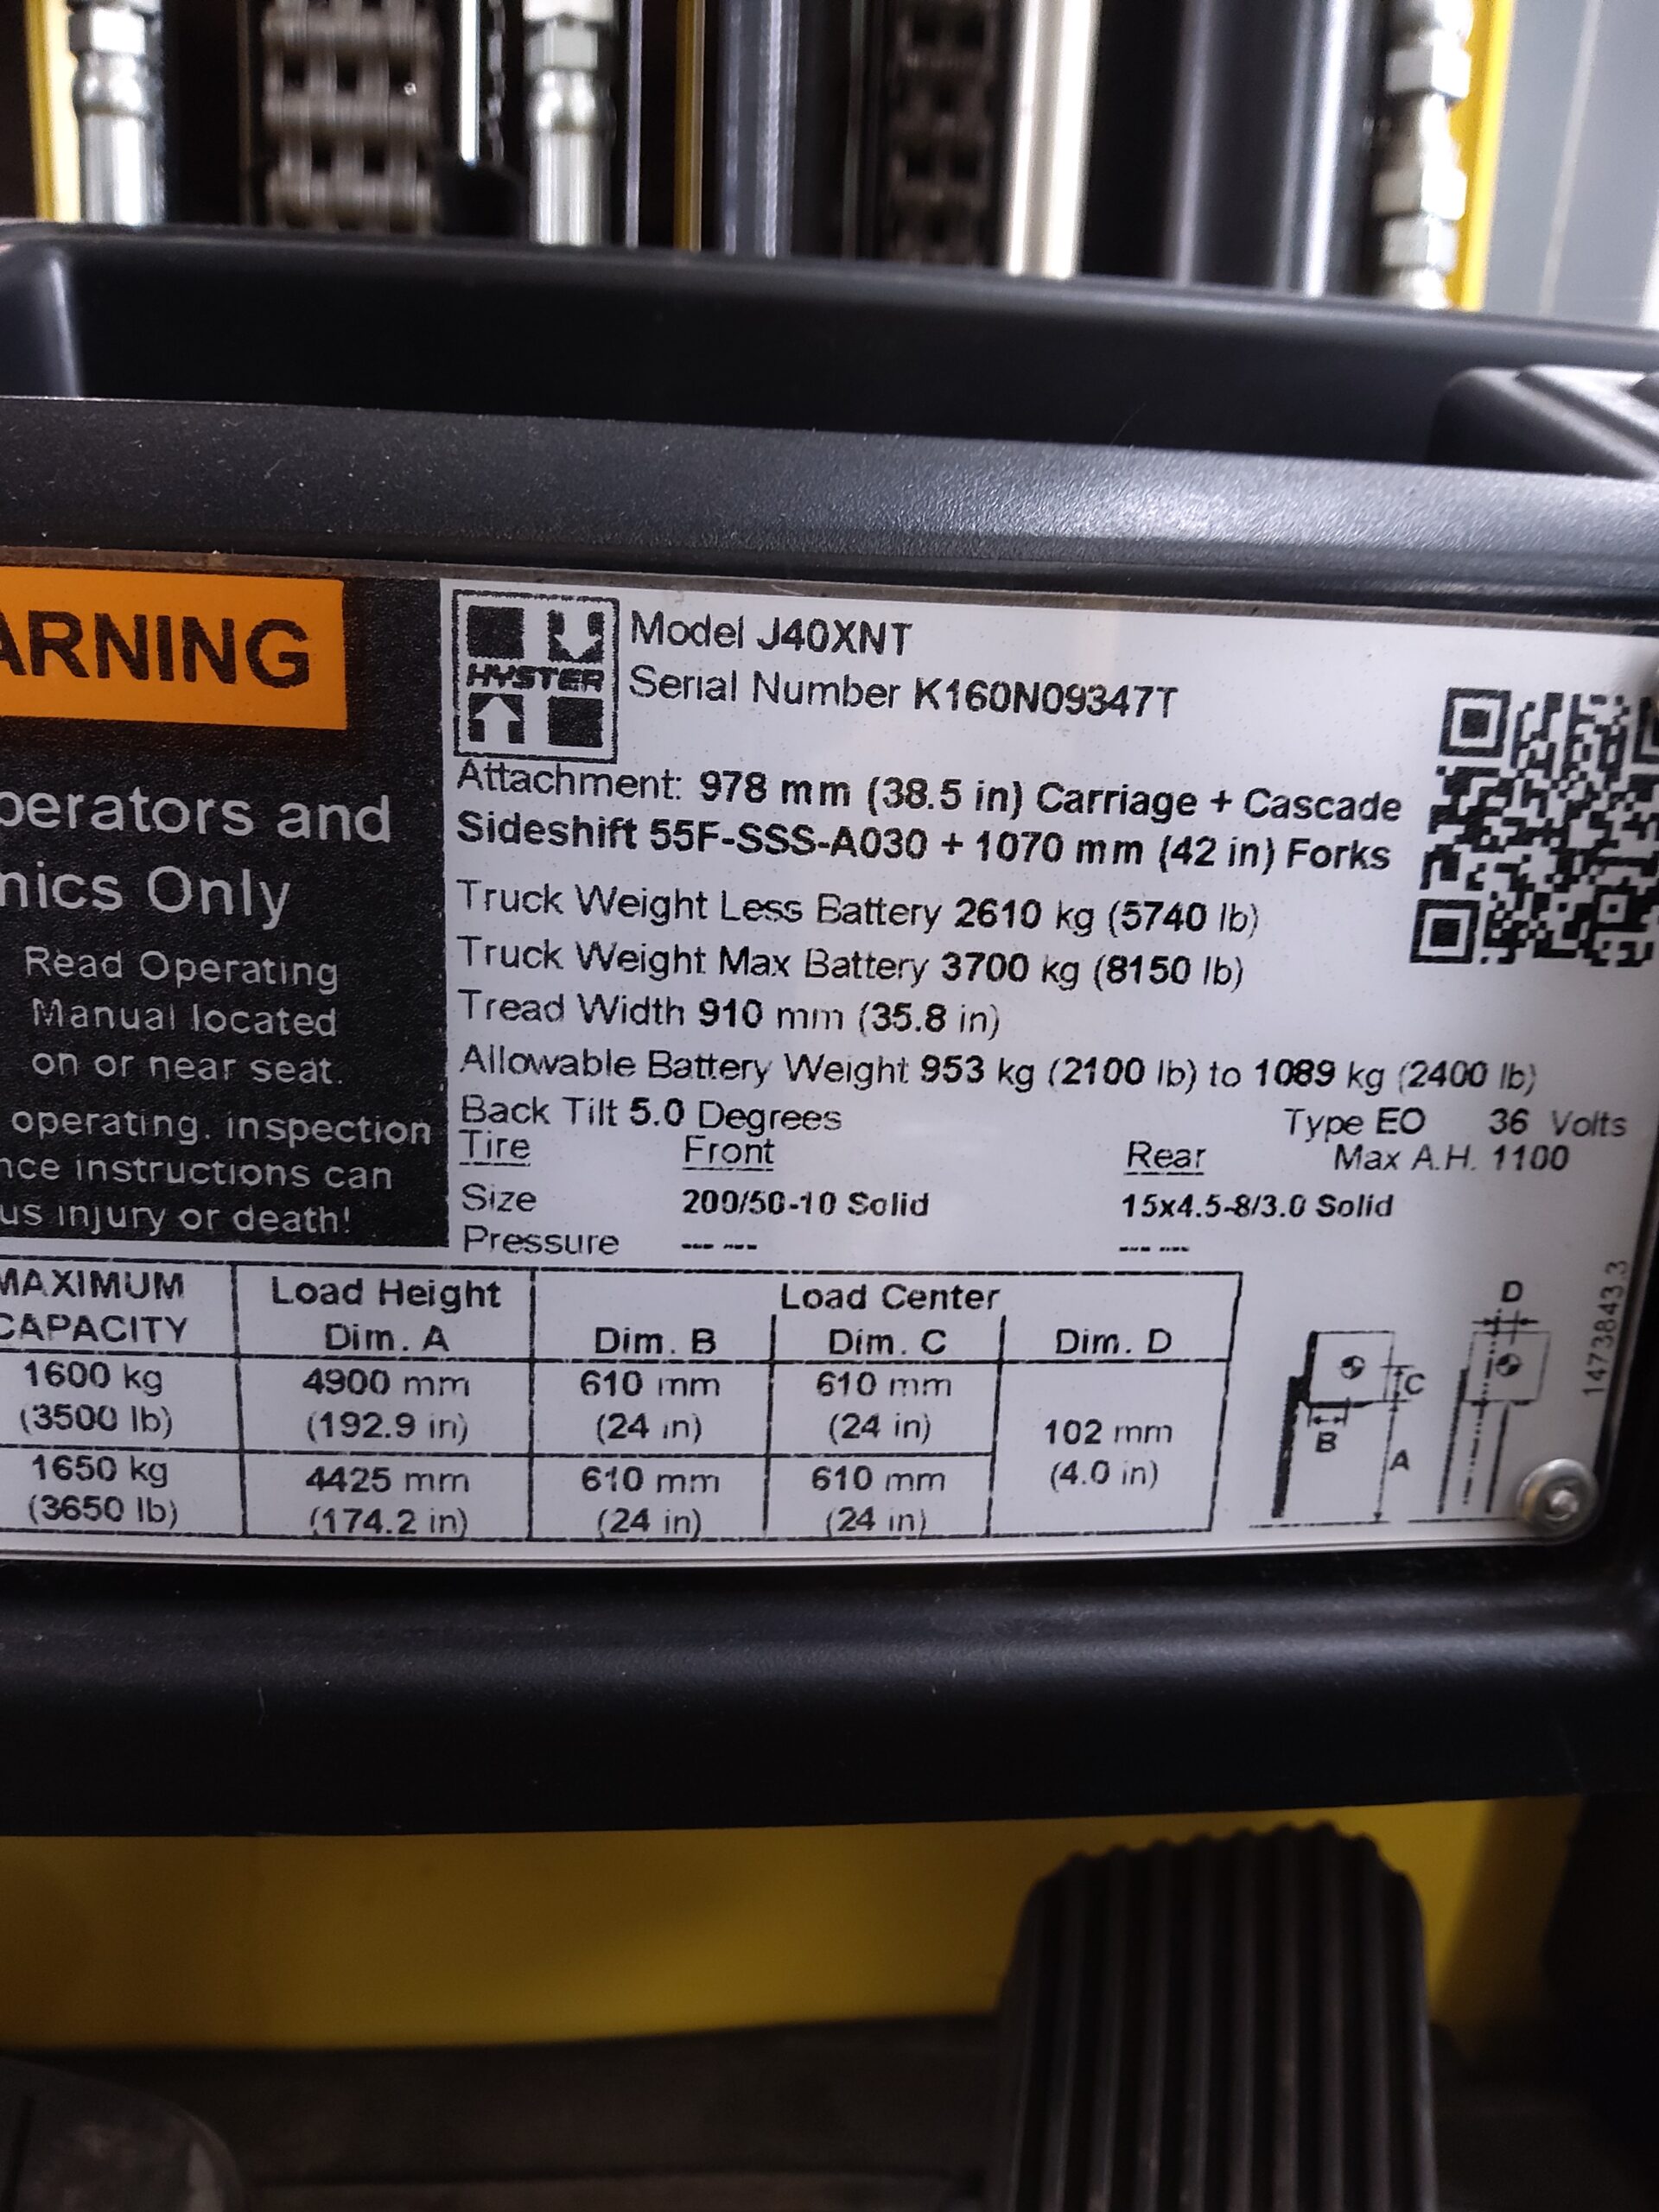 ARNING
perators and
nics Only
Read Operating
Manual located
on or near seat.
operating, inspection
nce instructions can
us injury or death!
HYSTER
Model J40XNT
Serial Number K160N09347T
Attachment: 978 mm (38.5 in) Carriage + Cascade
Sideshift 55F-SSS-A030 + 1070 mm (42 in) Forks
Truck Weight Less Battery 2610 kg (5740 lb)
Truck Weight Max Battery 3700 kg (8150 lb)
Tread Width 910 mm (35.8 in)
Allowable Battery Weight 953 kg (2100 lb) to 1089 kg (2400 lb)
Back Tilt 5.0 Degrees Type EO 36 Volts
Tire Front Rear Max A.H. 1100
Size 200/50-10 Solid 15x4.5-8/3.0 Solid
Pressure --- --- --- ---
MAXIMUM CAPACITY Load Height Dim. A Load Center
Dim. B Dim. C Dim. D
1600 kg 4900 mm 610 mm 610 mm
(3500 lb) (192.9 in) (24 in) (24 in)
102 mm
(4.0 in)
1650 kg 4425 mm 610 mm 610 mm
(3650 lb) (174.2 in) (24 in) (24 in)
D
C
B
A
14738433.3